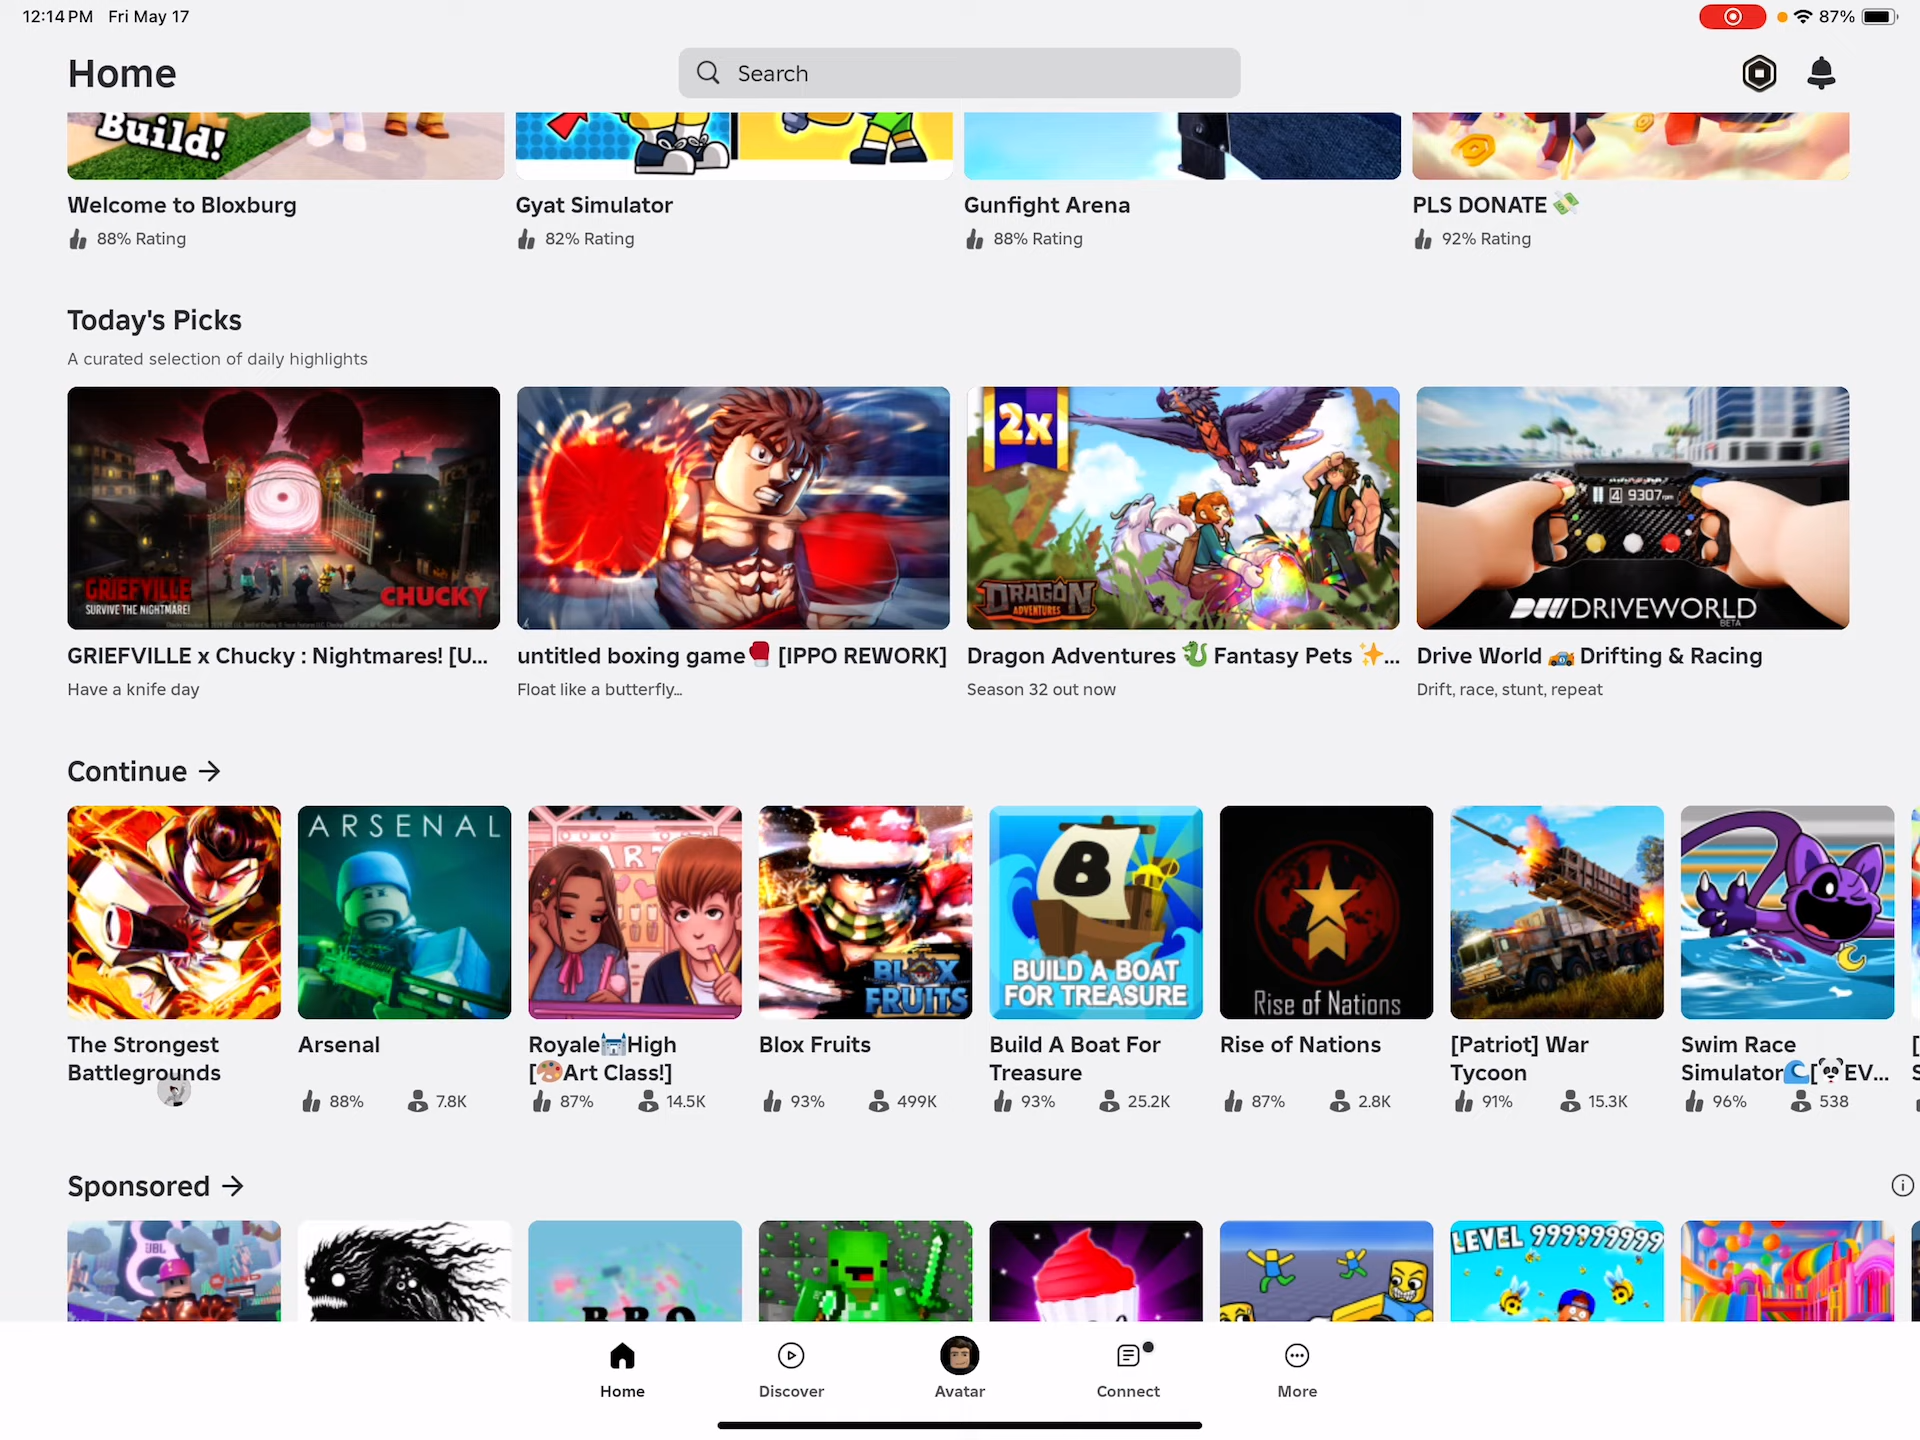 12:14 PM Fri May 17
87%
Home
Search
Build!
Welcome to Bloxburg
88% Rating
Gyat Simulator
82% Rating
Gunfight Arena
88% Rating
PLS DONATE 💸
92% Rating
Today's Picks
A curated selection of daily highlights
GRIEFVILLE
SURVIVE THE NIGHTMARE!
CHUCKY
2x
DRAGON
ADVENTURES
4 9307rpm
DRIVEWORLD
BETA
GRIEFVILLE x Chucky : Nightmares! [U...
Have a knife day
untitled boxing game🥊 [IPPO REWORK]
Float like a butterfly...
Dragon Adventures 🐉 Fantasy Pets ✨...
Season 32 out now
Drive World 🏎️ Drifting & Racing
Drift, race, stunt, repeat
Continue →
ARSENAL
ART
BLOX
FRUITS
B
BUILD A BOAT
FOR TREASURE
Rise of Nations
The Strongest
Battlegrounds
Arsenal
88% 7.8K
Royale🏰High
[🎨Art Class!]
87% 14.5K
Blox Fruits
93% 499K
Build A Boat For
Treasure
93% 25.2K
Rise of Nations
87% 2.8K
[Patriot] War
Tycoon
91% 15.3K
Swim Race
Simulator🌊[🐼EV...
96% 538
Sponsored →
JBL
LAND
LEVEL 999999999
Home
Discover
Avatar
Connect
More